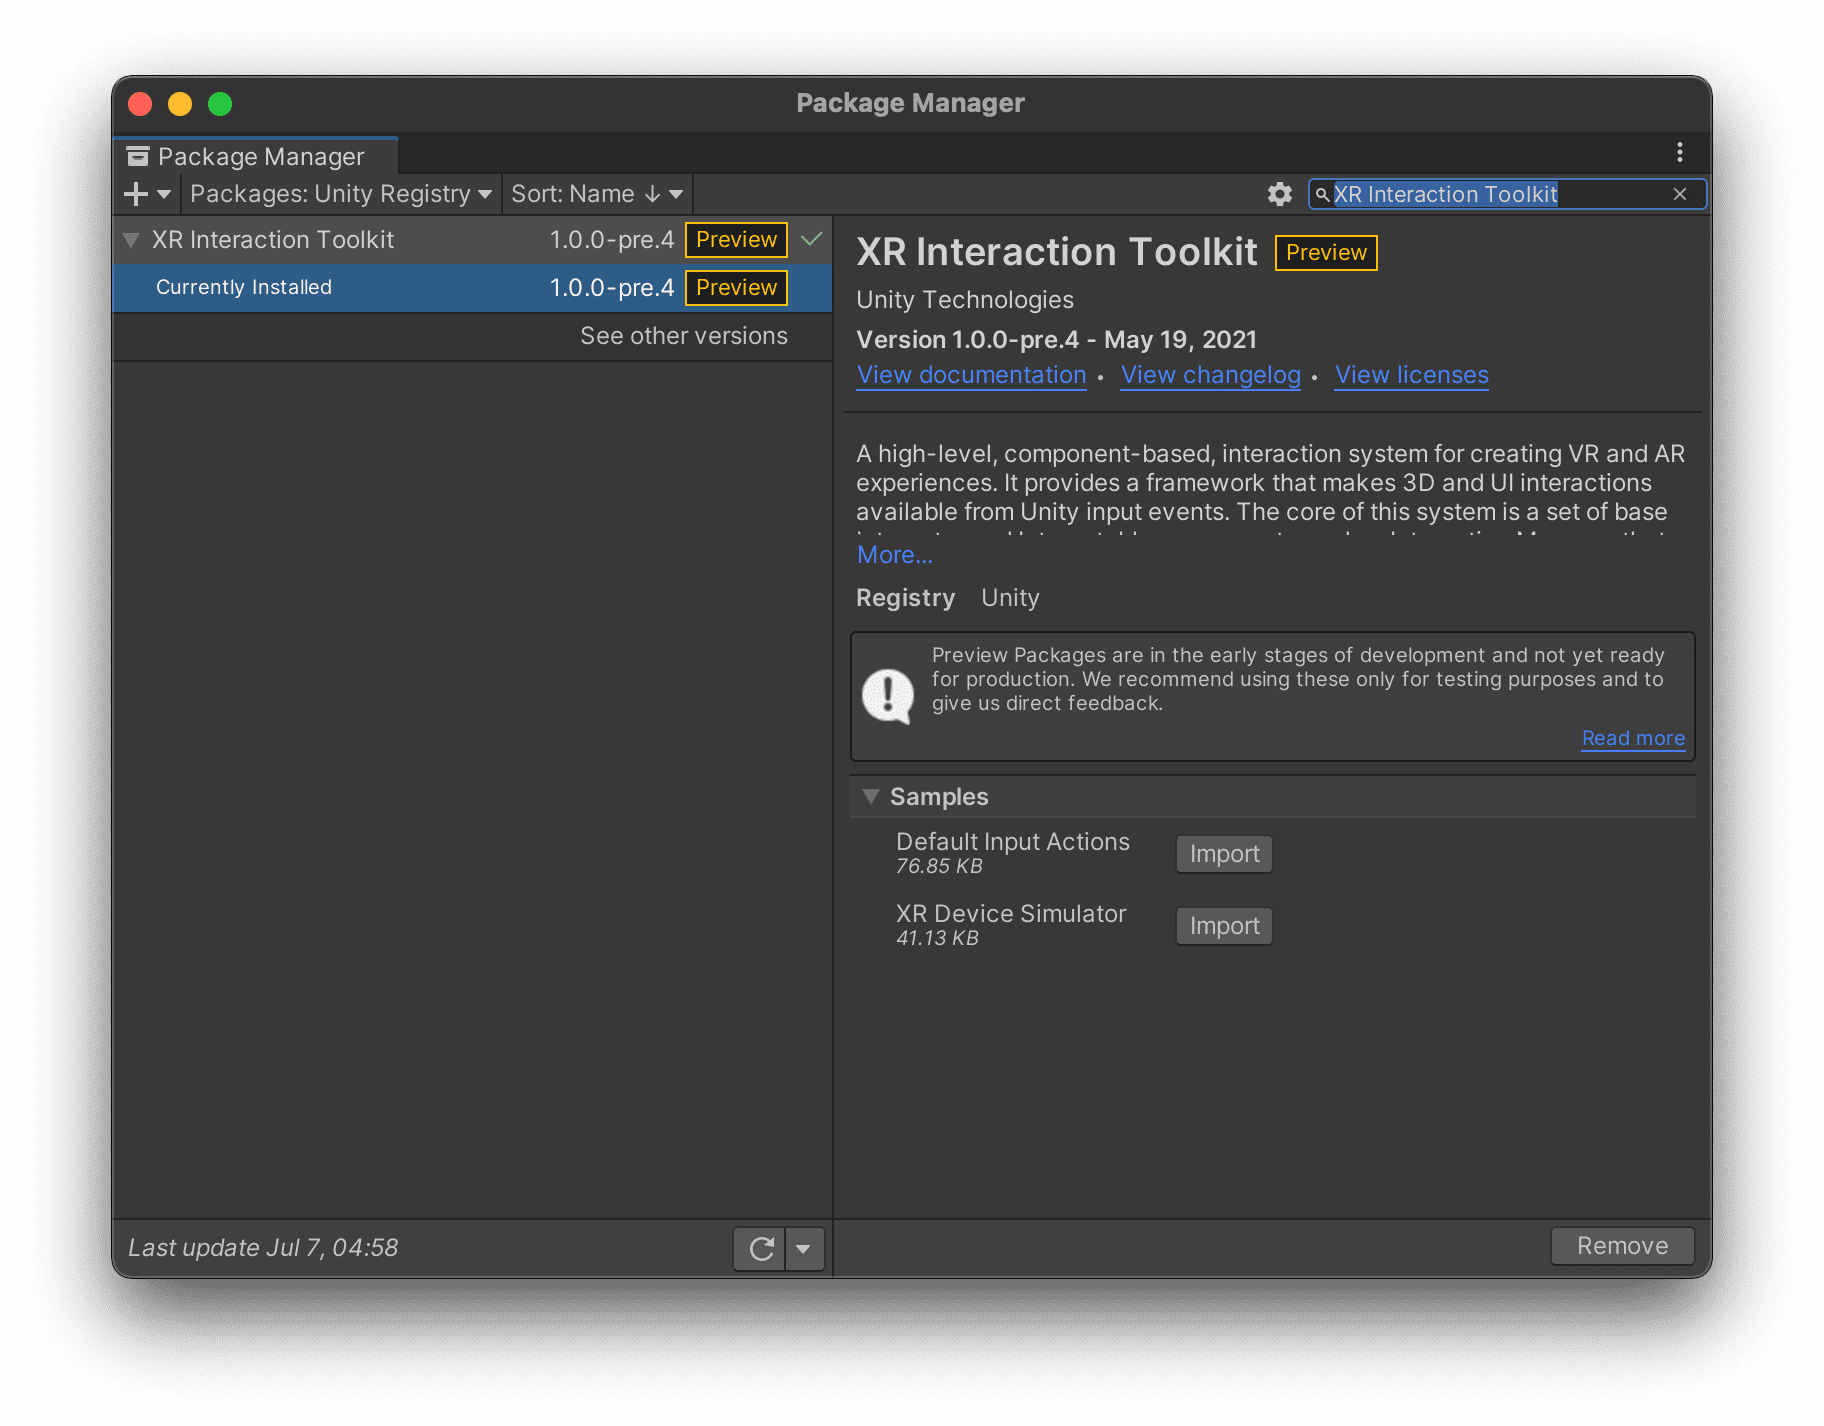 Package Manager
Package Manager
Packages: Unity Registry
Sort: Name ↓
XR Interaction Toolkit
XR Interaction Toolkit 1.0.0-pre.4 Preview
Currently Installed 1.0.0-pre.4 Preview
See other versions
XR Interaction Toolkit Preview
Unity Technologies
Version 1.0.0-pre.4 - May 19, 2021
View documentation • View changelog • View licenses
A high-level, component-based, interaction system for creating VR and AR
experiences. It provides a framework that makes 3D and UI interactions
available from Unity input events. The core of this system is a set of base
More...
Registry Unity
Preview Packages are in the early stages of development and not yet ready
for production. We recommend using these only for testing purposes and to
give us direct feedback.
Read more
Samples
Default Input Actions
76.85 KB
Import
XR Device Simulator
41.13 KB
Import
Last update Jul 7, 04:58
Remove